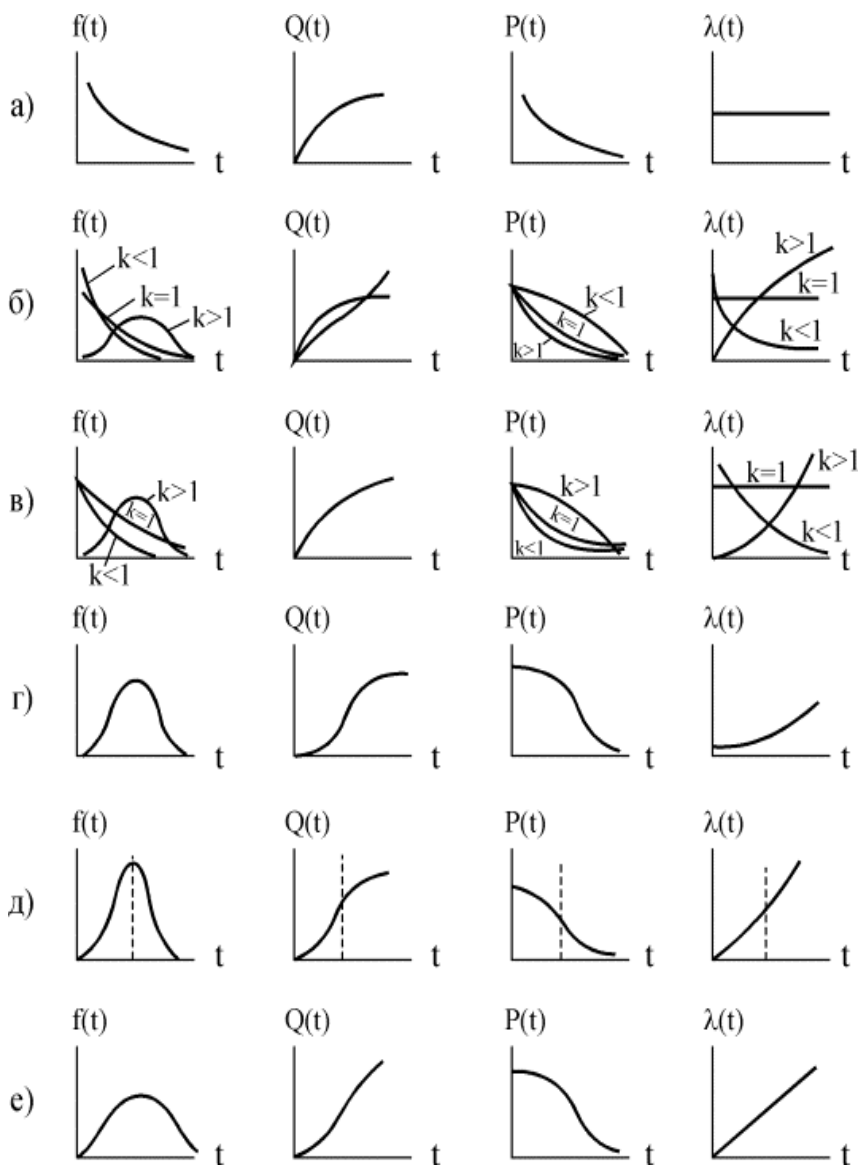 f(t) Q(t) P(t) λ(t)
а)
t t t t
f(t) Q(t) P(t) λ(t)
k<1 k>1
k=1 k<1 k=1
б) k>1 k=1
k>1 k<1
t t t t
f(t) Q(t) P(t) λ(t)
k>1 k>1 k=1 k>1
в) k=1 k=1
k<1 k<1
t t t t
k<1
f(t) Q(t) P(t) λ(t)
г)
t t t t
f(t) Q(t) P(t) λ(t)
д)
t t t t
f(t) Q(t) P(t) λ(t)
е)
t t t t